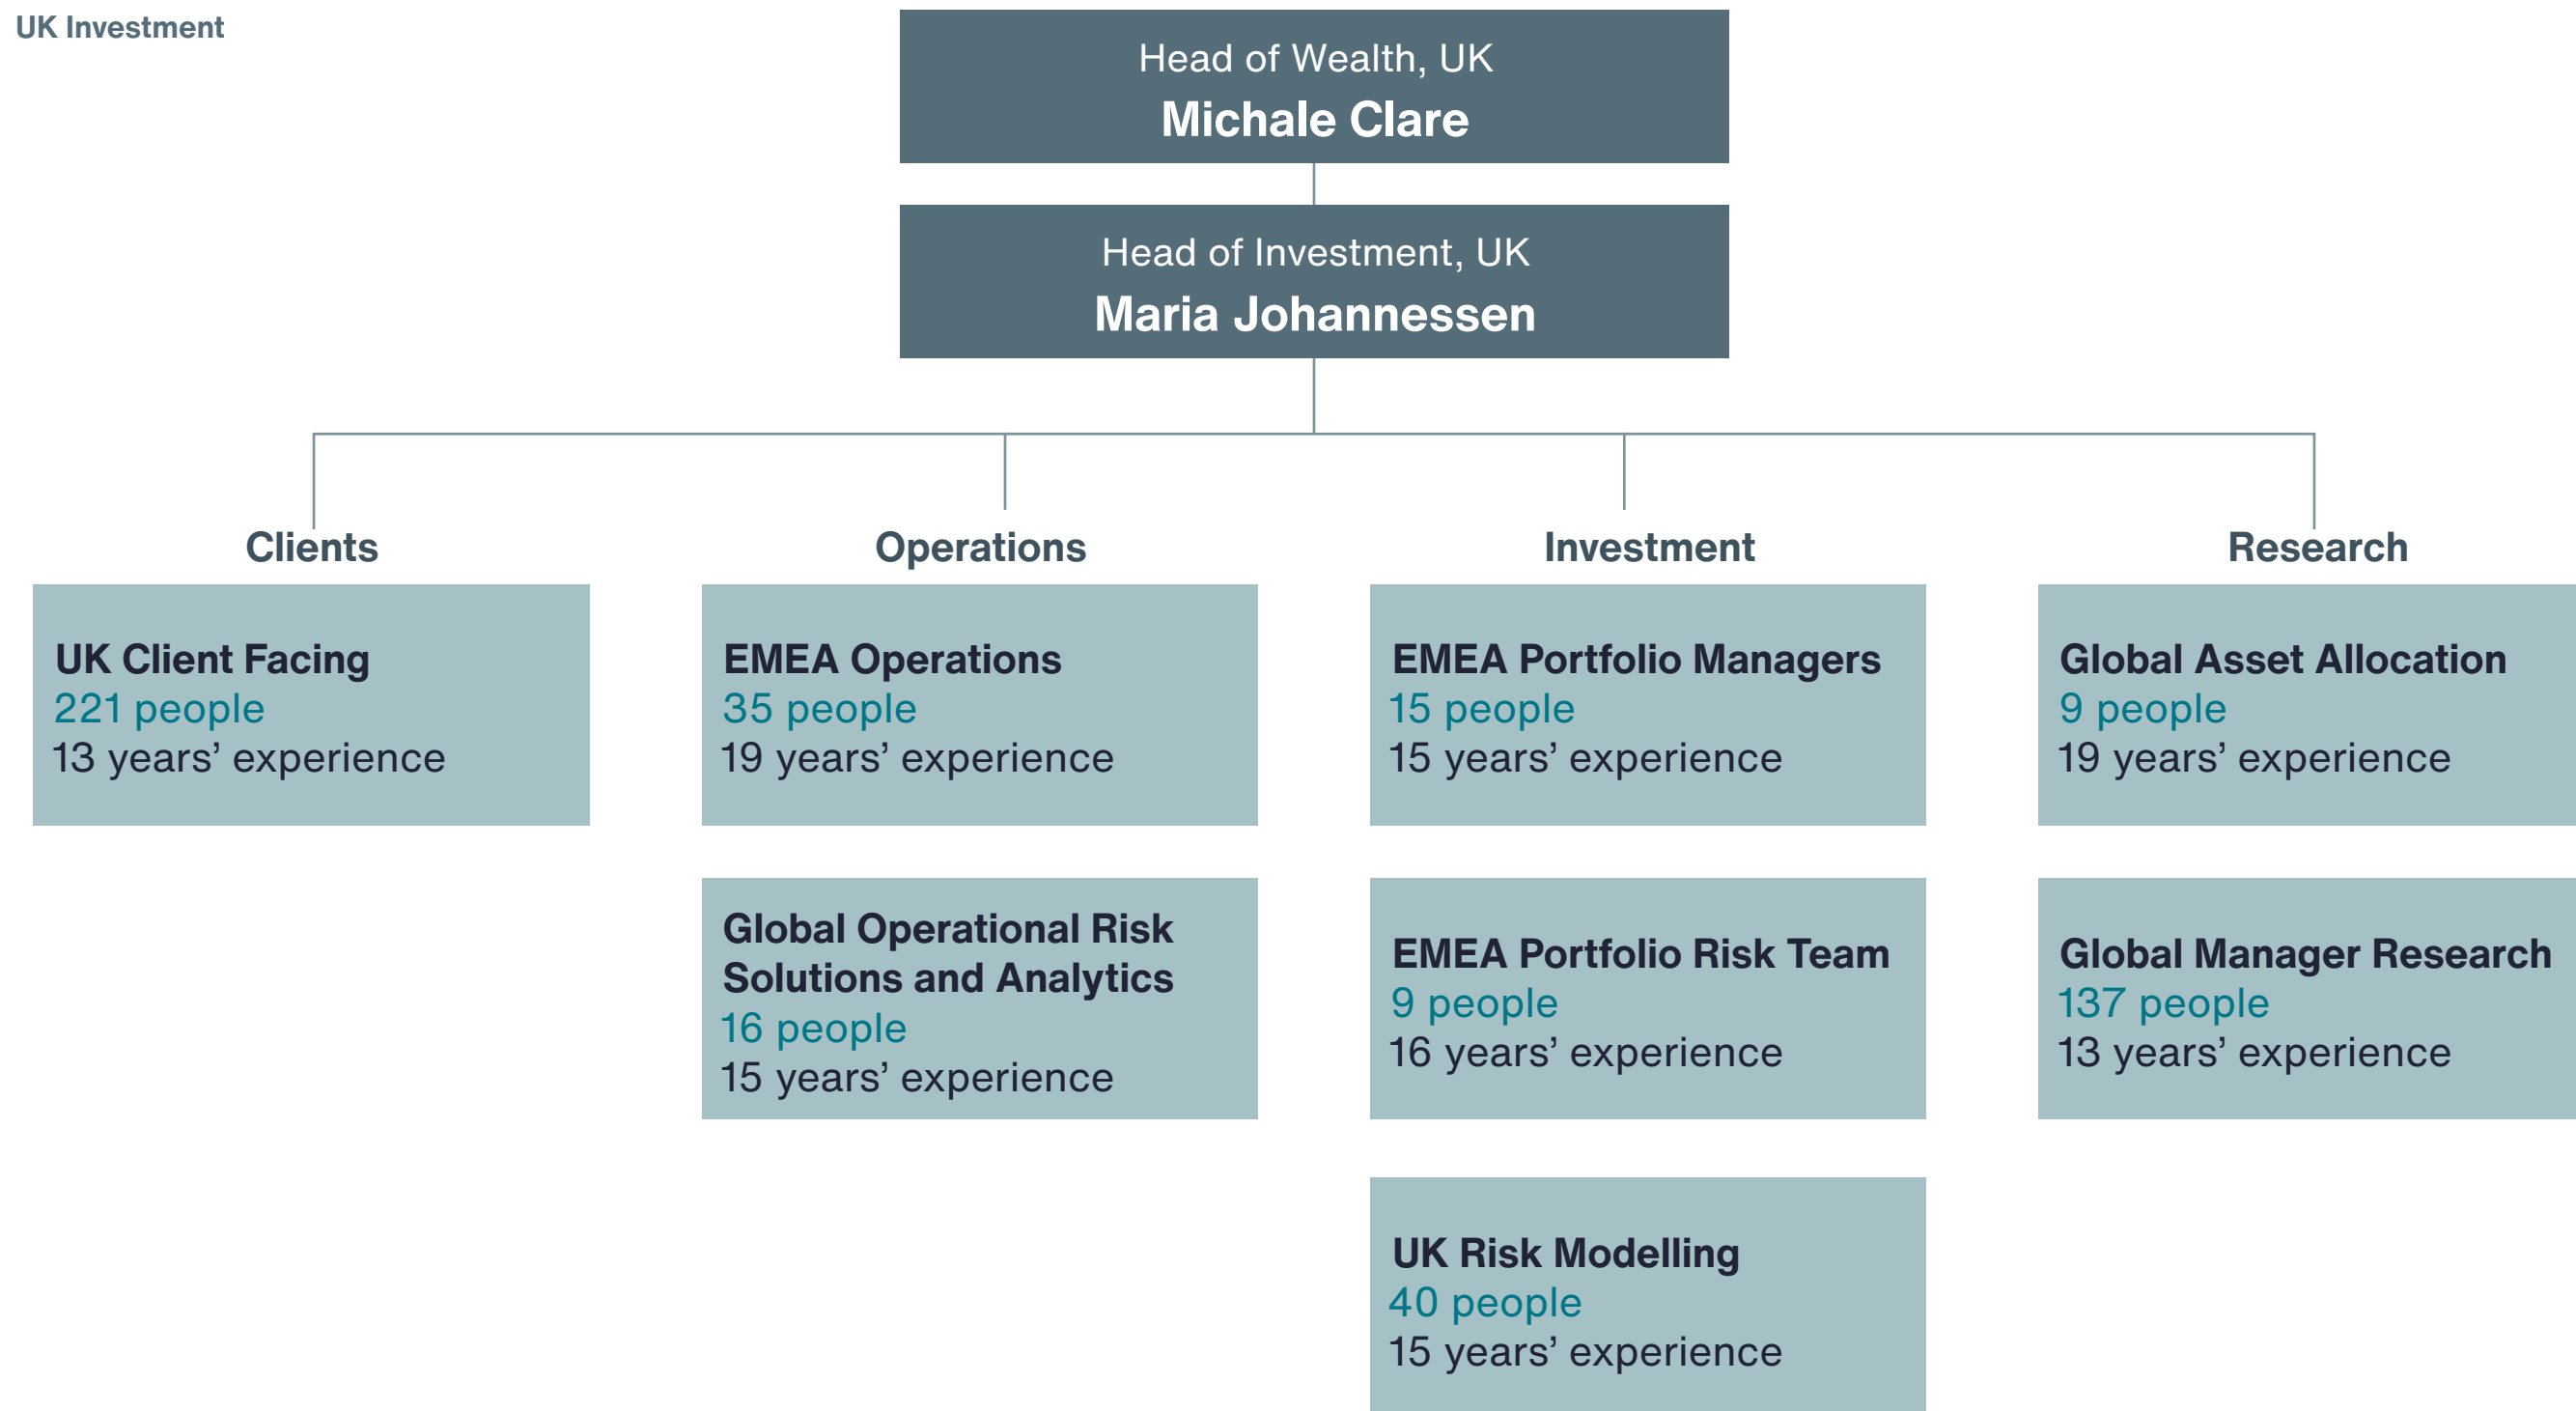 UK Investment
Head of Wealth, UK
Michale Clare
Head of Investment, UK
Maria Johannessen
Clients
UK Client Facing
221 people
13 years’ experience
Operations
EMEA Operations
35 people
19 years’ experience
Global Operational Risk
Solutions and Analytics
16 people
15 years’ experience
Investment
EMEA Portfolio Managers
15 people
15 years’ experience
EMEA Portfolio Risk Team
9 people
16 years’ experience
UK Risk Modelling
40 people
15 years’ experience
Research
Global Asset Allocation
9 people
19 years’ experience
Global Manager Research
137 people
13 years’ experience